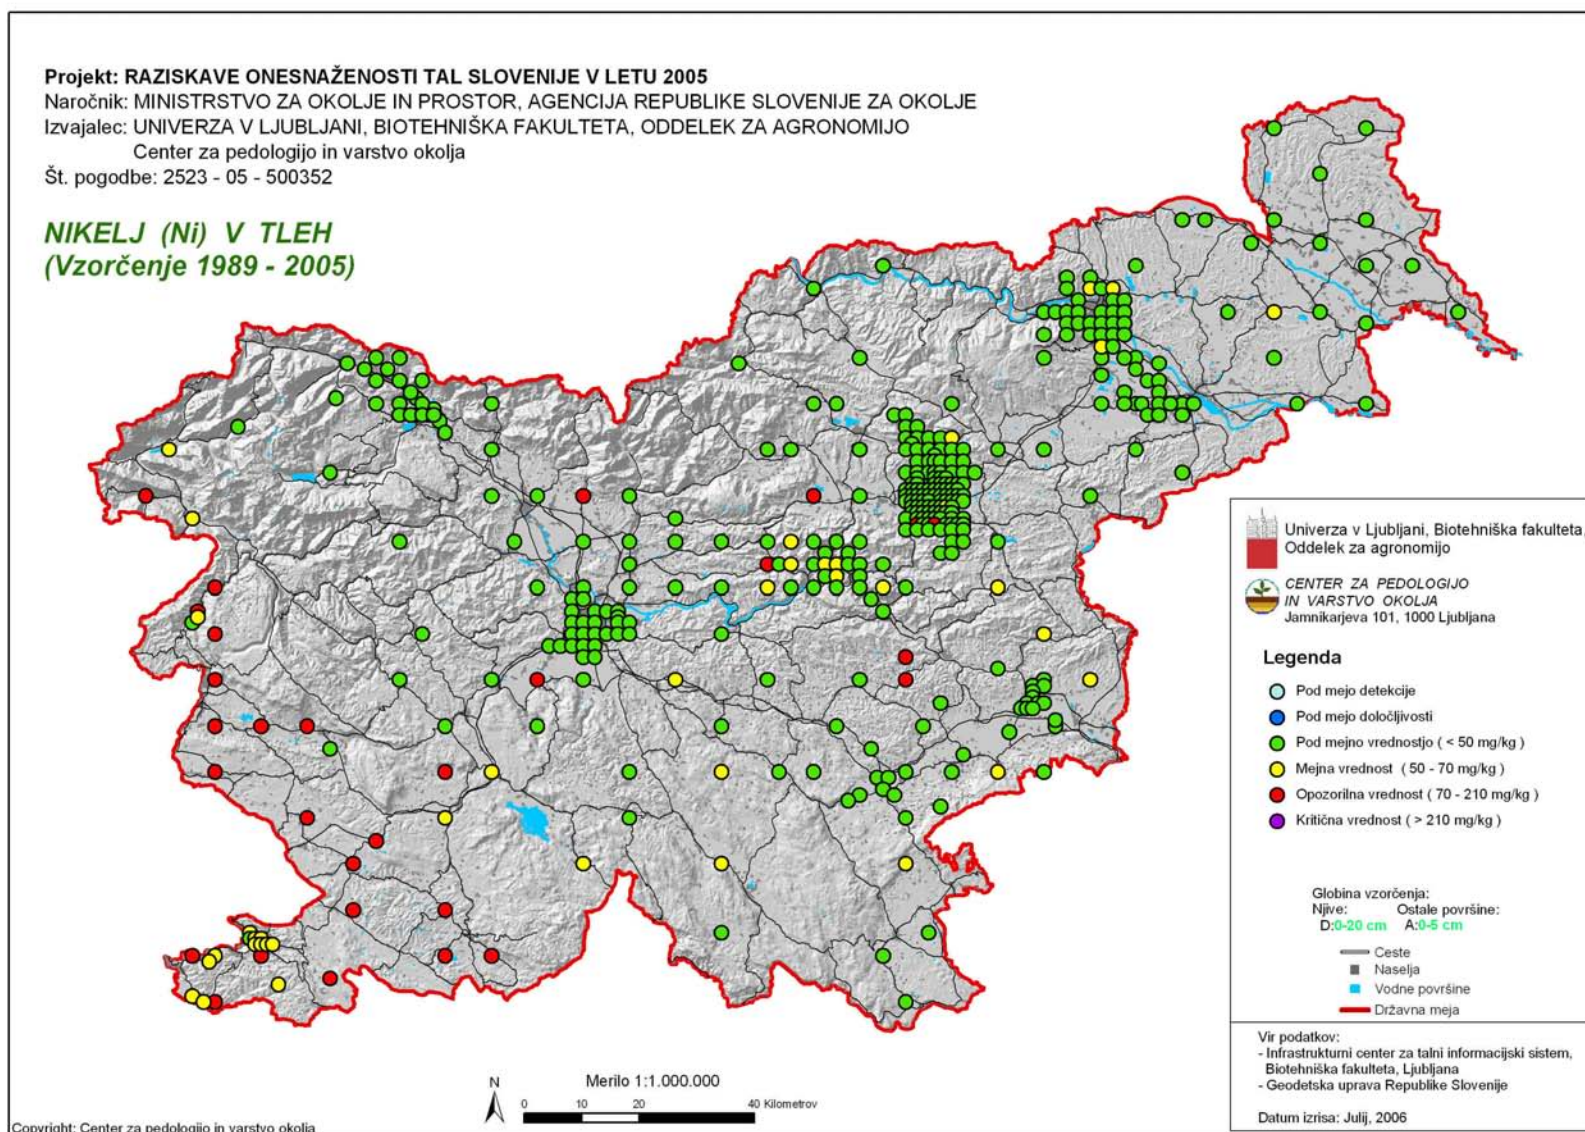 Projekt: RAZISKAVE ONESNAŽENOSTI TAL SLOVENIJE V LETU 2005
Naročnik: MINISTRSTVO ZA OKOLJE IN PROSTOR, AGENCIJA REPUBLIKE SLOVENIJE ZA OKOLJE
Izvajalec: UNIVERZA V LJUBLJANI, BIOTEHNIŠKA FAKULTETA, ODDELEK ZA AGRONOMIJO
Center za pedologijo in varstvo okolja
Št. pogodbe: 2523 - 05 - 500352
NIKELJ (Ni) V TLEH
(Vzorčenje 1989 - 2005)
Univerza v Ljubljani, Biotehniška fakulteta,
Oddelek za agronomijo
CENTER ZA PEDOLOGIJO
IN VARSTVO OKOLJA
Jamnikarjeva 101, 1000 Ljubljana
Legenda
Pod mejo detekcije
Pod mejo določljivosti
Pod mejno vrednostjo ( < 50 mg/kg )
Mejna vrednost ( 50 - 70 mg/kg )
Opozorilna vrednost ( 70 - 210 mg/kg )
Kritična vrednost ( > 210 mg/kg )
Globina vzorčenja:
Njive: Ostale površine:
D:0-20 cm A:0-5 cm
Ceste
Naselja
Vodne površine
Državna meja
Vir podatkov:
- Infrastrukturni center za talni informacijski sistem,
Biotehniška fakulteta, Ljubljana
- Geodetska uprava Republike Slovenije
Datum izrisa: Julij, 2006
N
Merilo 1:1.000.000
0 10 20 40 Kilometrov
Copyright: Center za pedologijo in varstvo okolja